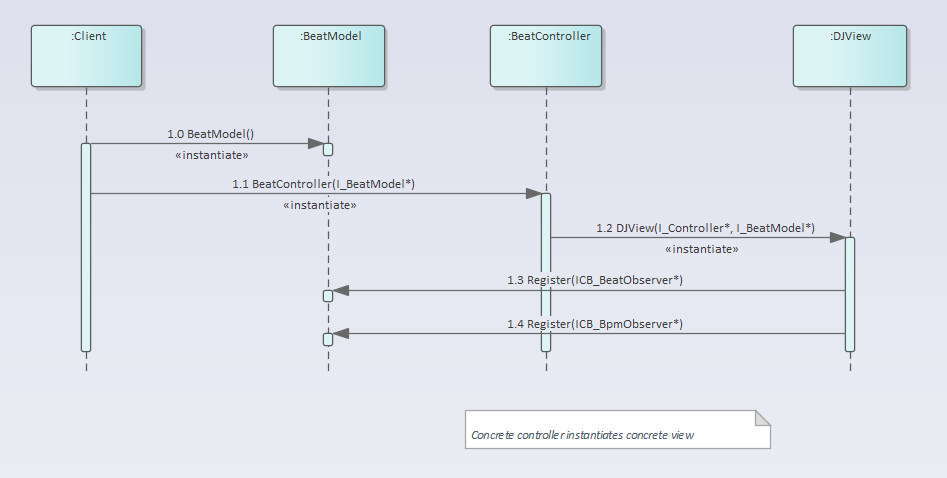 :Client
:BeatModel
:BeatController
:DJView
1.0 BeatModel()
«instantiate»
1.1 BeatController(I_BeatModel*)
«instantiate»
1.2 DJView(I_Controller*, I_BeatModel*)
«instantiate»
1.3 Register(ICB_BeatObserver*)
1.4 Register(ICB_BpmObserver*)
Concrete controller instantiates concrete view